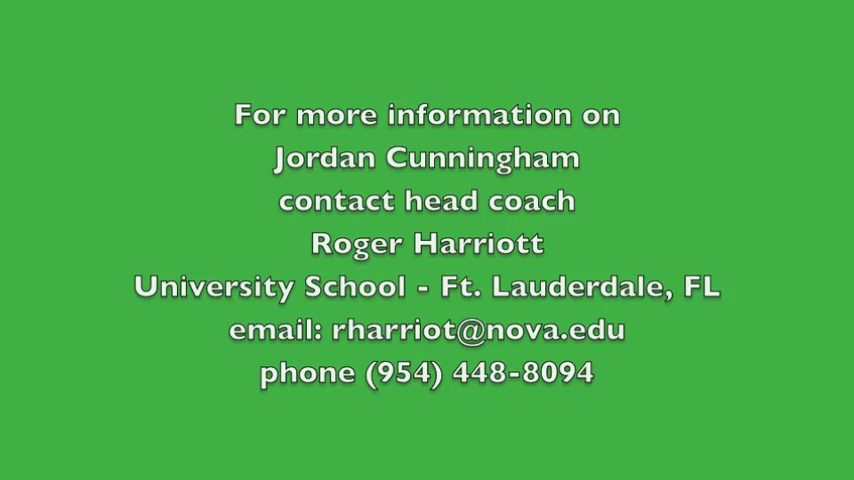 For more information on
Jordan Cunningham
contact head coach
Roger Harriott
University School - Ft. Lauderdale, FL
email: rharriot@nova.edu
phone (954) 448-8094